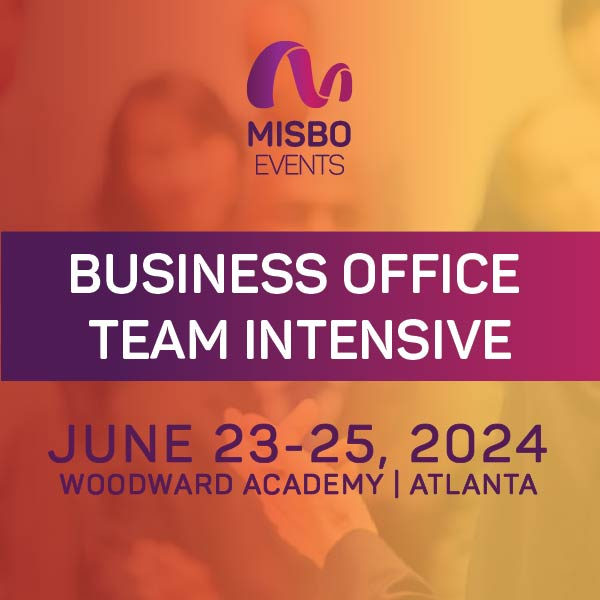 MISBO
EVENTS
BUSINESS OFFICE
TEAM INTENSIVE
JUNE 23-25, 2024
WOODWARD ACADEMY | ATLANTA